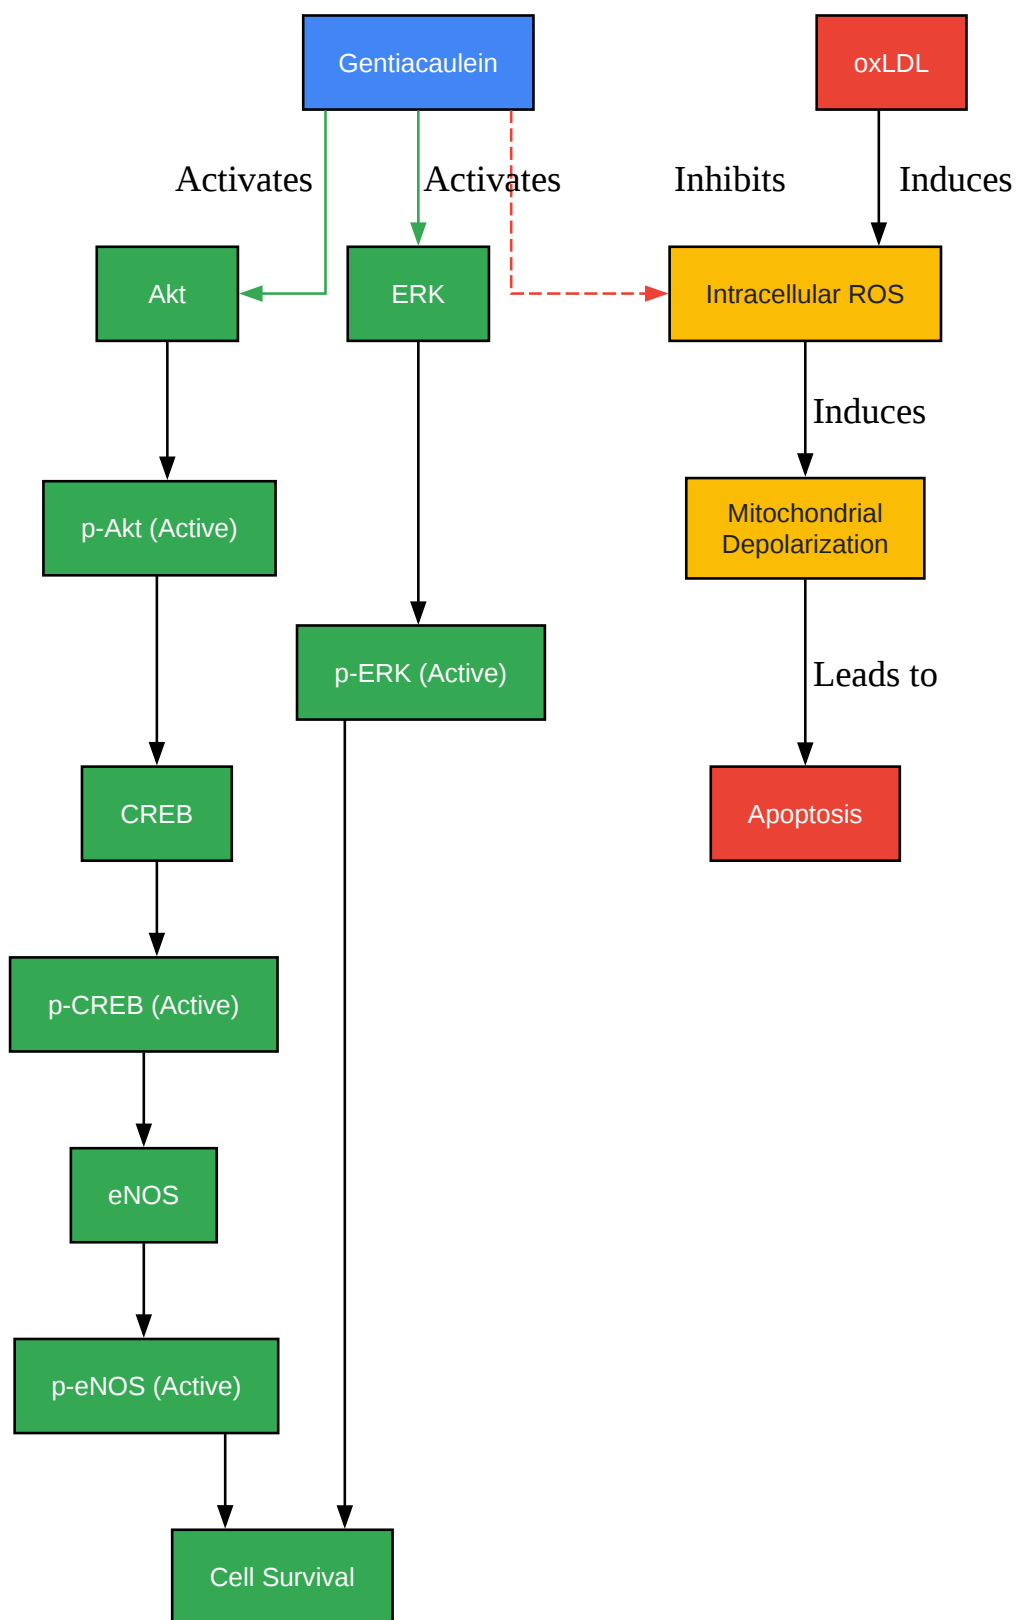 Gentiacaulein
oxLDL
Activates
Activates
Inhibits
Induces
Akt
ERK
Intracellular ROS
Induces
p-Akt (Active)
Mitochondrial
Depolarization
p-ERK (Active)
Leads to
CREB
Apoptosis
p-CREB (Active)
eNOS
p-eNOS (Active)
Cell Survival